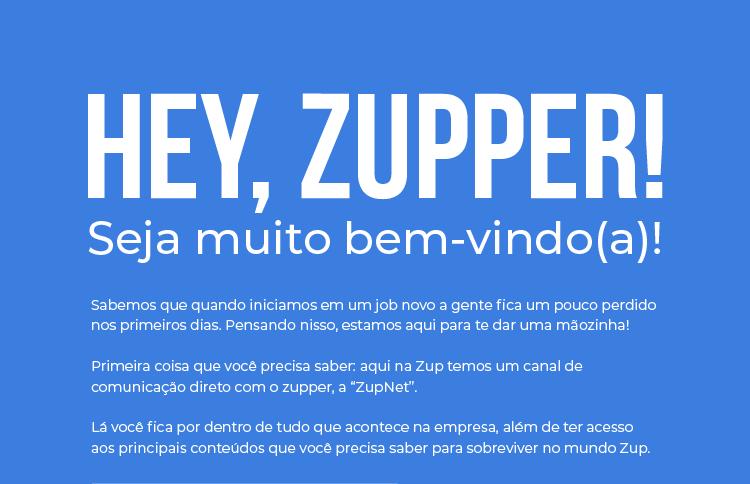 HEY, ZUPPER!
Seja muito bem-vindo(a)!
Sabemos que quando iniciamos em um job novo a gente fica um pouco perdido
nos primeiros dias. Pensando nisso, estamos aqui para te dar uma mãozinha!
Primeira coisa que você precisa saber: aqui na Zup temos um canal de
comunicação direto com o zupper, a “ZupNet”.
Lá você fica por dentro de tudo que acontece na empresa, além de ter acesso
aos principais conteúdos que você precisa saber para sobreviver no mundo Zup.